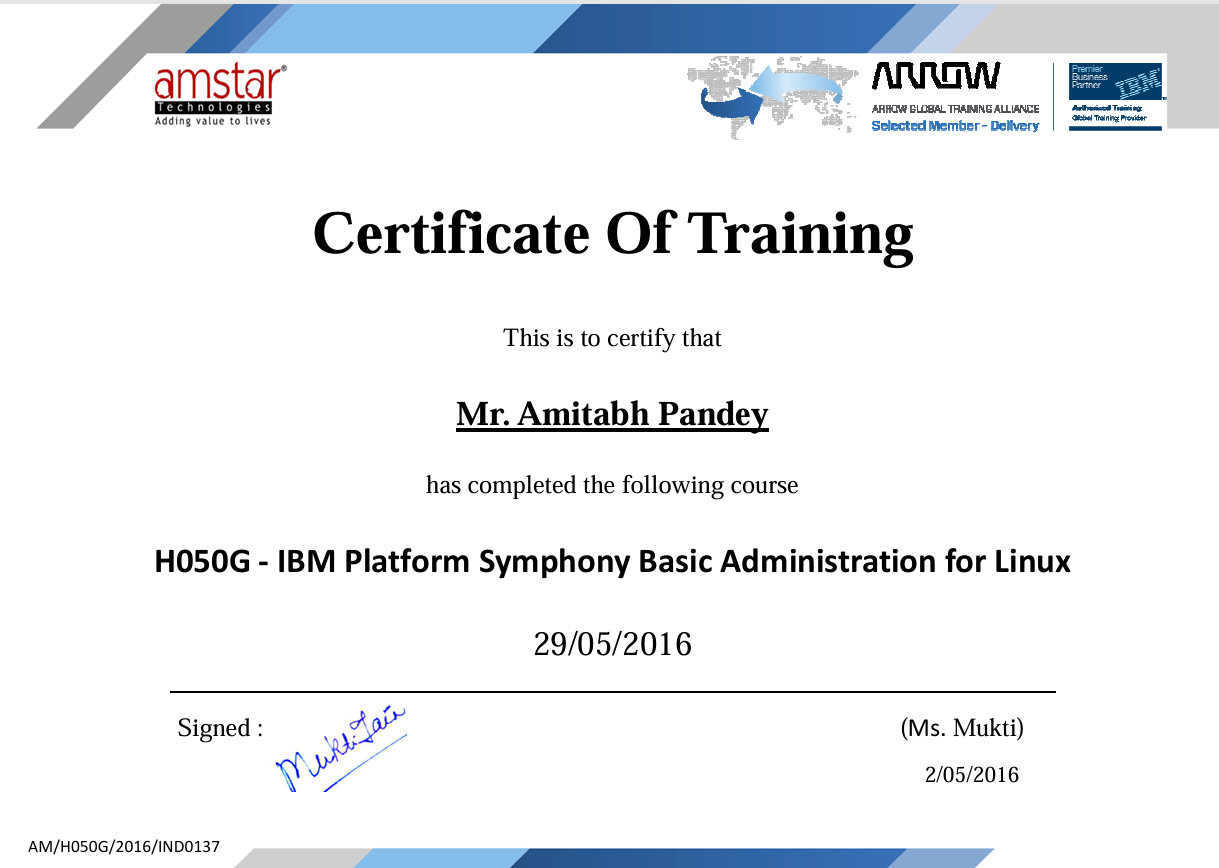 amstar®
Technologies
Adding value to lives
ARROW
ARROW GLOBAL TRAINING ALLIANCE
Selected Member - Delivery
Premier
Business
Partner
IBM
Authorized Training
Global Training Provider
Certificate Of Training
This is to certify that
Mr. Amitabh Pandey
has completed the following course
H050G - IBM Platform Symphony Basic Administration for Linux
29/05/2016
Signed : Mukti Jain (Ms. Mukti)
2/05/2016
AM/H050G/2016/IND0137